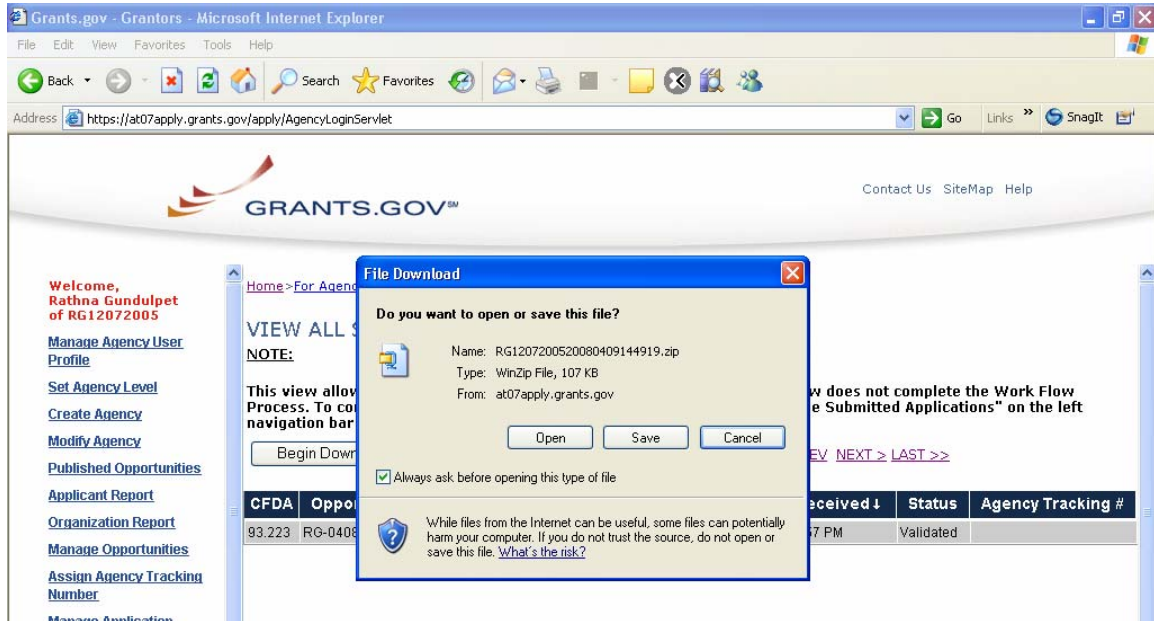 Grants.gov - Grantors - Microsoft Internet Explorer
File Edit View Favorites Tools Help
Back Search Favorites
Address https://at07apply.grants.gov/apply/AgencyLoginServlet Go Links » SnagIt
GRANTS.GOV℠
Contact Us SiteMap Help
Welcome,
Rathna Gundulpet
of RG12072005
Manage Agency User
Profile
Set Agency Level
Create Agency
Modify Agency
Published Opportunities
Applicant Report
Organization Report
Manage Opportunities
Assign Agency Tracking
Number
Manage Application
Home>For Agenc
VIEW ALL
NOTE:
This view allow w does not complete the Work Flow
Process. To co e Submitted Applications" on the left
navigation bar
Begin Down EV NEXT > LAST >>
CFDA Oppo eceived↓ Status Agency Tracking #
93.223 RG-0408 7 PM Validated
File Download
Do you want to open or save this file?
Name: RG1207200520080409144919.zip
Type: WinZip File, 107 KB
From: at07apply.grants.gov
Open Save Cancel
Always ask before opening this type of file
While files from the Internet can be useful, some files can potentially
harm your computer. If you do not trust the source, do not open or
save this file. What's the risk?